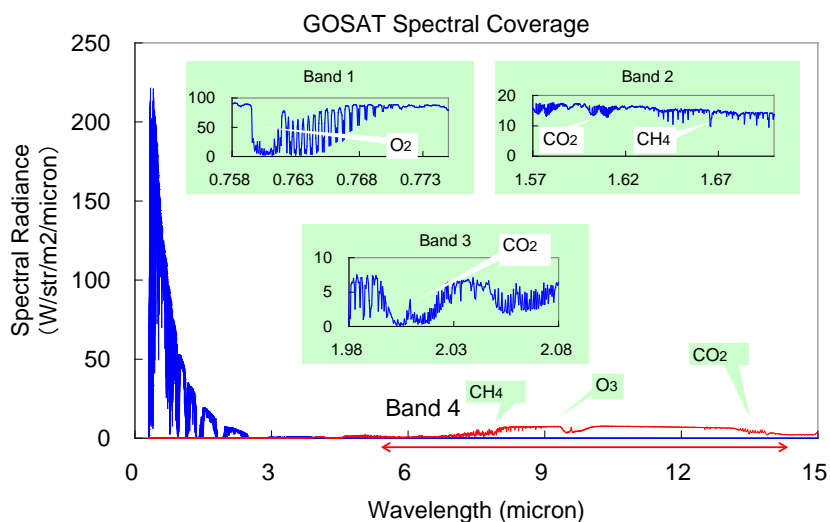 GOSAT Spectral Coverage
250
200
150
100
50
0
Spectral Radiance
(W/str/m2/micron)
Band 1
100
50
0
O2
0.758 0.763 0.768 0.773
Band 2
20
10
0
CO2 CH4
1.57 1.62 1.67
Band 3
10
5
0
CO2
1.98 2.03 2.08
Band 4
CH4
O3
CO2
0 3 6 9 12 15
Wavelength (micron)